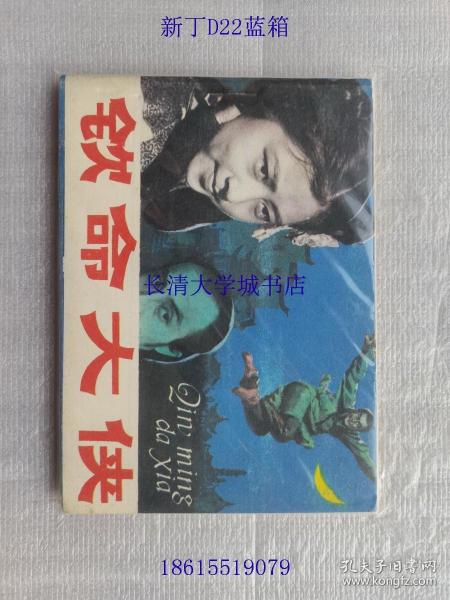 新丁D22蓝箱
钦命大侠
长清大学城书店
Qin ming
da xia
18615519079
孔夫子旧书网
www.kongfz.com